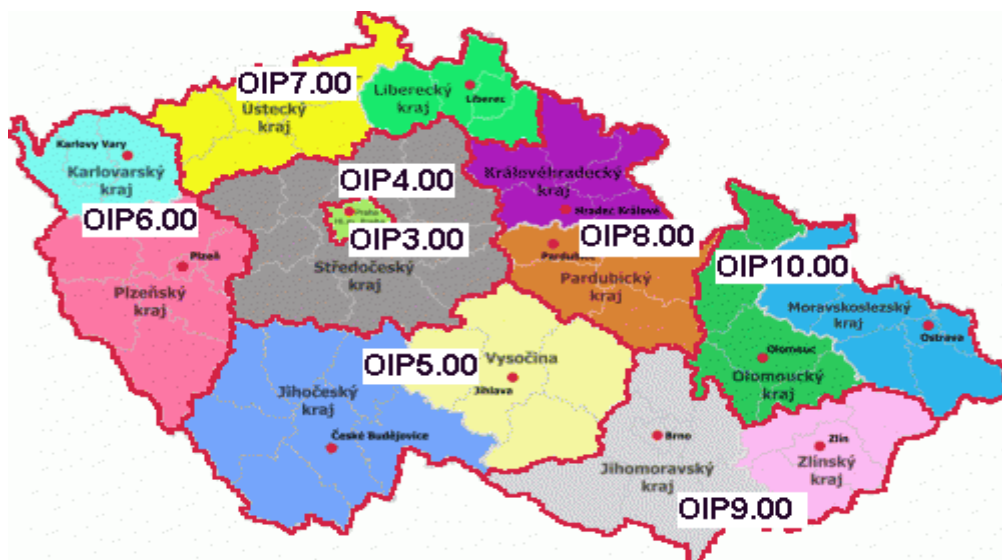 OIP7.00
Ústecký
kraj
Liberecký
kraj
Liberec
Karlovy Vary
Karlovarský
kraj
OIP4.00
Královéhradecký
kraj
Hradec Králové
OIP6.00
Praha
OIP3.00
OIP8.00
Plzeň
Středočeský
kraj
Pardubický
kraj
OIP10.00
Plzeňský
kraj
Moravskoslezský
kraj
Ostrava
OIP5.00
Vysočina
Jihlava
Olomouc
Olomoucký
kraj
Jihočeský
kraj
České Budějovice
Brno
Zlín
Jihomoravský
kraj
Zlínský
kraj
OIP9.00